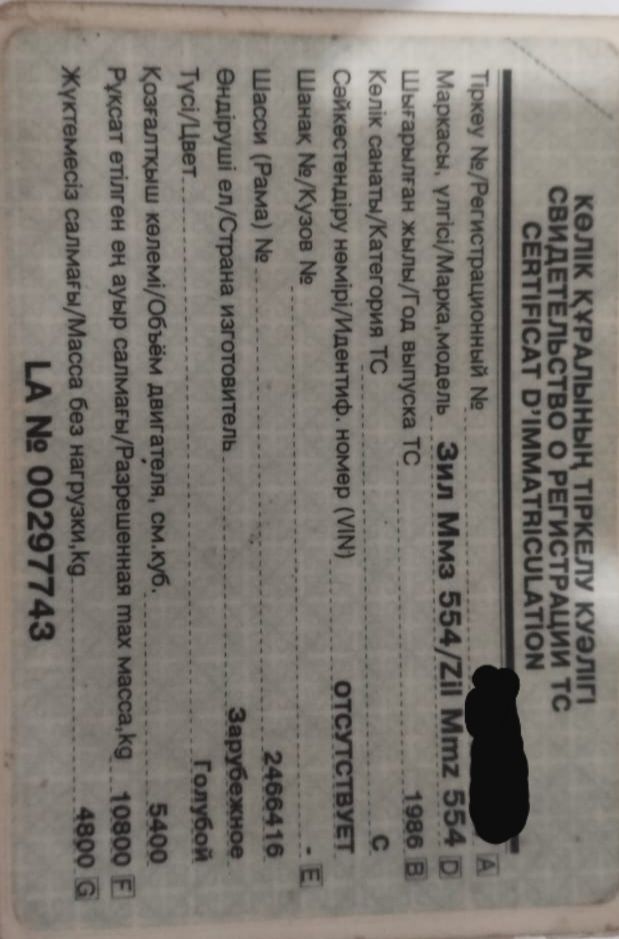 КӨЛІК ҚҰРАЛЫНЫҢ ТІРКЕЛУ КУӘЛІГІ
СВИДЕТЕЛЬСТВО О РЕГИСТРАЦИИ ТС
CERTIFICAT D'IMMATRICULATION
Тіркеу №/Регистрационный № A
Маркасы, үлгісі/Марка,модель Зил Ммз 554/Zil Mmz 554 D
Шығарылған жылы/Год выпуска ТС 1986 B
Көлік санаты/Категория ТС С
Сәйкестендіру нөмірі/Идентиф. номер (VIN) ОТСУТСТВУЕТ
Шанақ №/Кузов № - E
Шасси (Рама) № 2466416
Өндіруші ел/Страна изготовитель Зарубежное
Түсі/Цвет Голубой
Қозғалтқыш көлемі/Объём двигателя, см.куб. 5400
Рұқсат етілген ең ауыр салмағы/Разрешенная max масса,kg 10800 F
Жүктемесіз салмағы/Масса без нагрузки,kg 4800 G
LA № 00297743